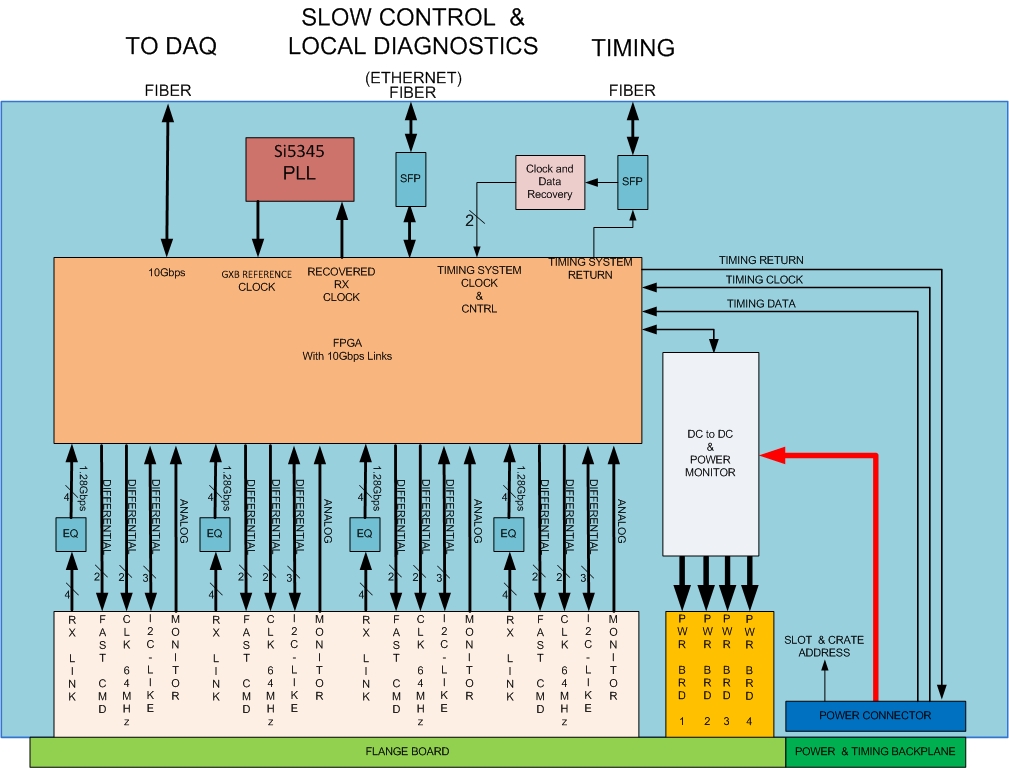 SLOW CONTROL &
TO DAQ
LOCAL DIAGNOSTICS
TIMING
(ETHERNET)
FIBER
FIBER
FIBER
Si5345
PLL
SFP
Clock and
Data
Recovery
SFP
2
10Gbps
GXB REFERENCE
CLOCK
RECOVERED
RX
CLOCK
TIMING SYSTEM
CLOCK
&
CNTRL
TIMING SYSTEM
RETURN
TIMING RETURN
TIMING CLOCK
TIMING DATA
FPGA
With 10Gbps Links
DC to DC
&
POWER
MONITOR
1.28Gbps
4
EQ
4
DIFFERENTIAL
2
DIFFERENTIAL
2
DIFFERENTIAL
3
ANALOG
1.28Gbps
4
EQ
4
DIFFERENTIAL
2
DIFFERENTIAL
2
DIFFERENTIAL
3
ANALOG
1.28Gbps
4
EQ
4
DIFFERENTIAL
2
DIFFERENTIAL
2
DIFFERENTIAL
3
ANALOG
1.28Gbps
4
EQ
4
DIFFERENTIAL
2
DIFFERENTIAL
2
DIFFERENTIAL
3
ANALOG
RX LINK
FAST CMD
CLK 64MHz
I2C-LIKE
MONITOR
RX LINK
FAST CMD
CLK 64MHz
I2C-LIKE
MONITOR
RX LINK
FAST CMD
CLK 64MHz
I2C-LIKE
MONITOR
RX LINK
FAST CMD
CLK 64MHz
I2C-LIKE
MONITOR
PWR BRD 1
PWR BRD 2
PWR BRD 3
PWR BRD 4
SLOT & CRATE
ADDRESS
POWER CONNECTOR
FLANGE BOARD
POWER & TIMING BACKPLANE